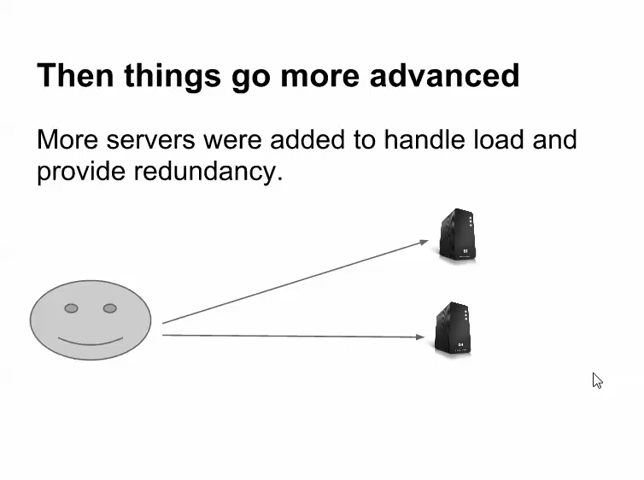 Then things go more advanced
More servers were added to handle load and
provide redundancy.